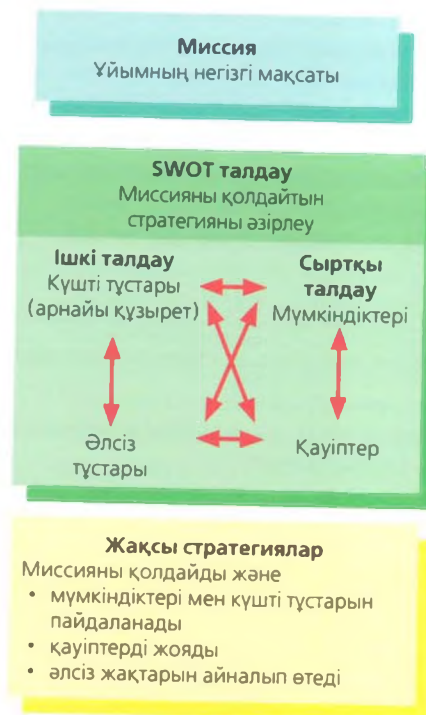 Миссия
Ұйымның негізгі мақсаты
SWOT талдау
Миссияны қолдайтын
стратегияны әзірлеу
Ішкі талдау
Күшті тұстары
(арнайы құзырет)
Сыртқы
талдау
Мүмкіндіктері
Әлсіз
тұстары
Қауіптер
Жақсы стратегиялар
Миссияны қолдайды және
• мүмкіндіктері мен күшті тұстарын
пайдаланады
• қауіптерді жояды
• әлсіз жақтарын айналып өтеді